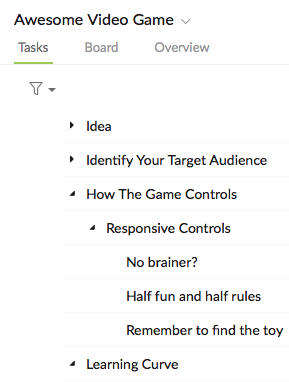 Awesome Video Game
Tasks Board Overview
Idea
Identify Your Target Audience
How The Game Controls
Responsive Controls
No brainer?
Half fun and half rules
Remember to find the toy
Learning Curve